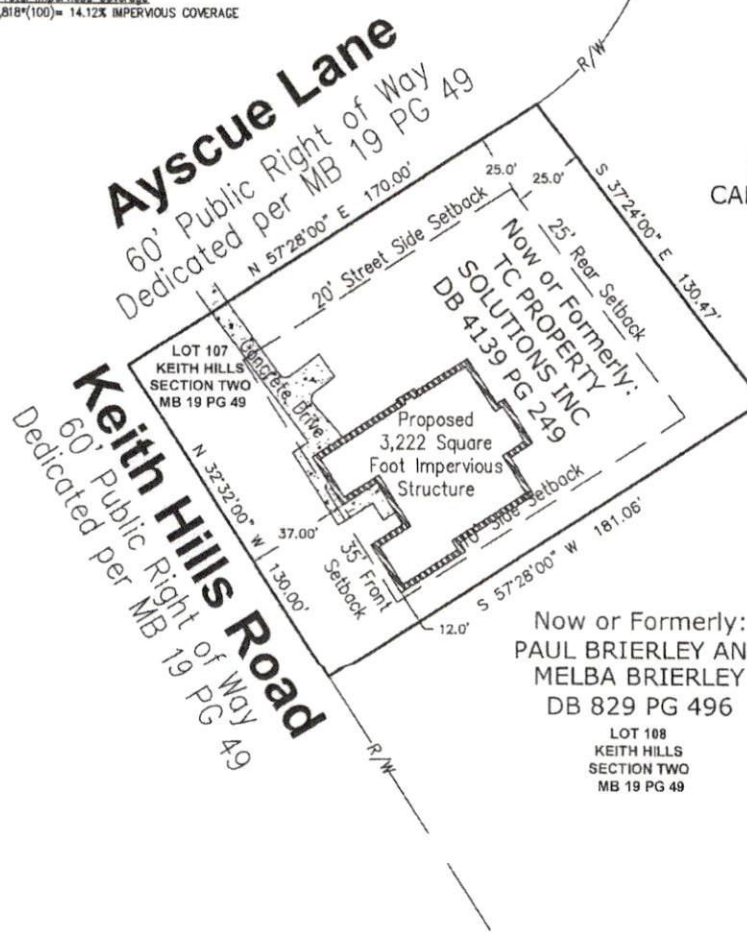 ,818*(100)= 14.12% IMPERVIOUS COVERAGE
Ayscue Lane
60' Public Right of Way
Dedicated per MB 19 PG 49
R/W
N 57°28'00" E 170.00'
25.0'
25.0'
S 37°24'00" E 130.47'
CA
20' Street Side Setback
25' Rear Setback
Now or Formerly:
TC PROPERTY
SOLUTIONS INC
DB 4139 PG 249
LOT 107
KEITH HILLS
SECTION TWO
MB 19 PG 49
Concrete Drive
Proposed
3,222 Square
Foot Impervious
Structure
Keith Hills Road
60' Public Right of Way
Dedicated per MB 19 PG 49
N 32°32'00" W 130.00'
37.00'
35' Front
Setback
10' Side Setback
S 57°28'00" W 181.06'
12.0'
Now or Formerly:
PAUL BRIERLEY AN
MELBA BRIERLEY
DB 829 PG 496
LOT 108
KEITH HILLS
SECTION TWO
MB 19 PG 49
R/W